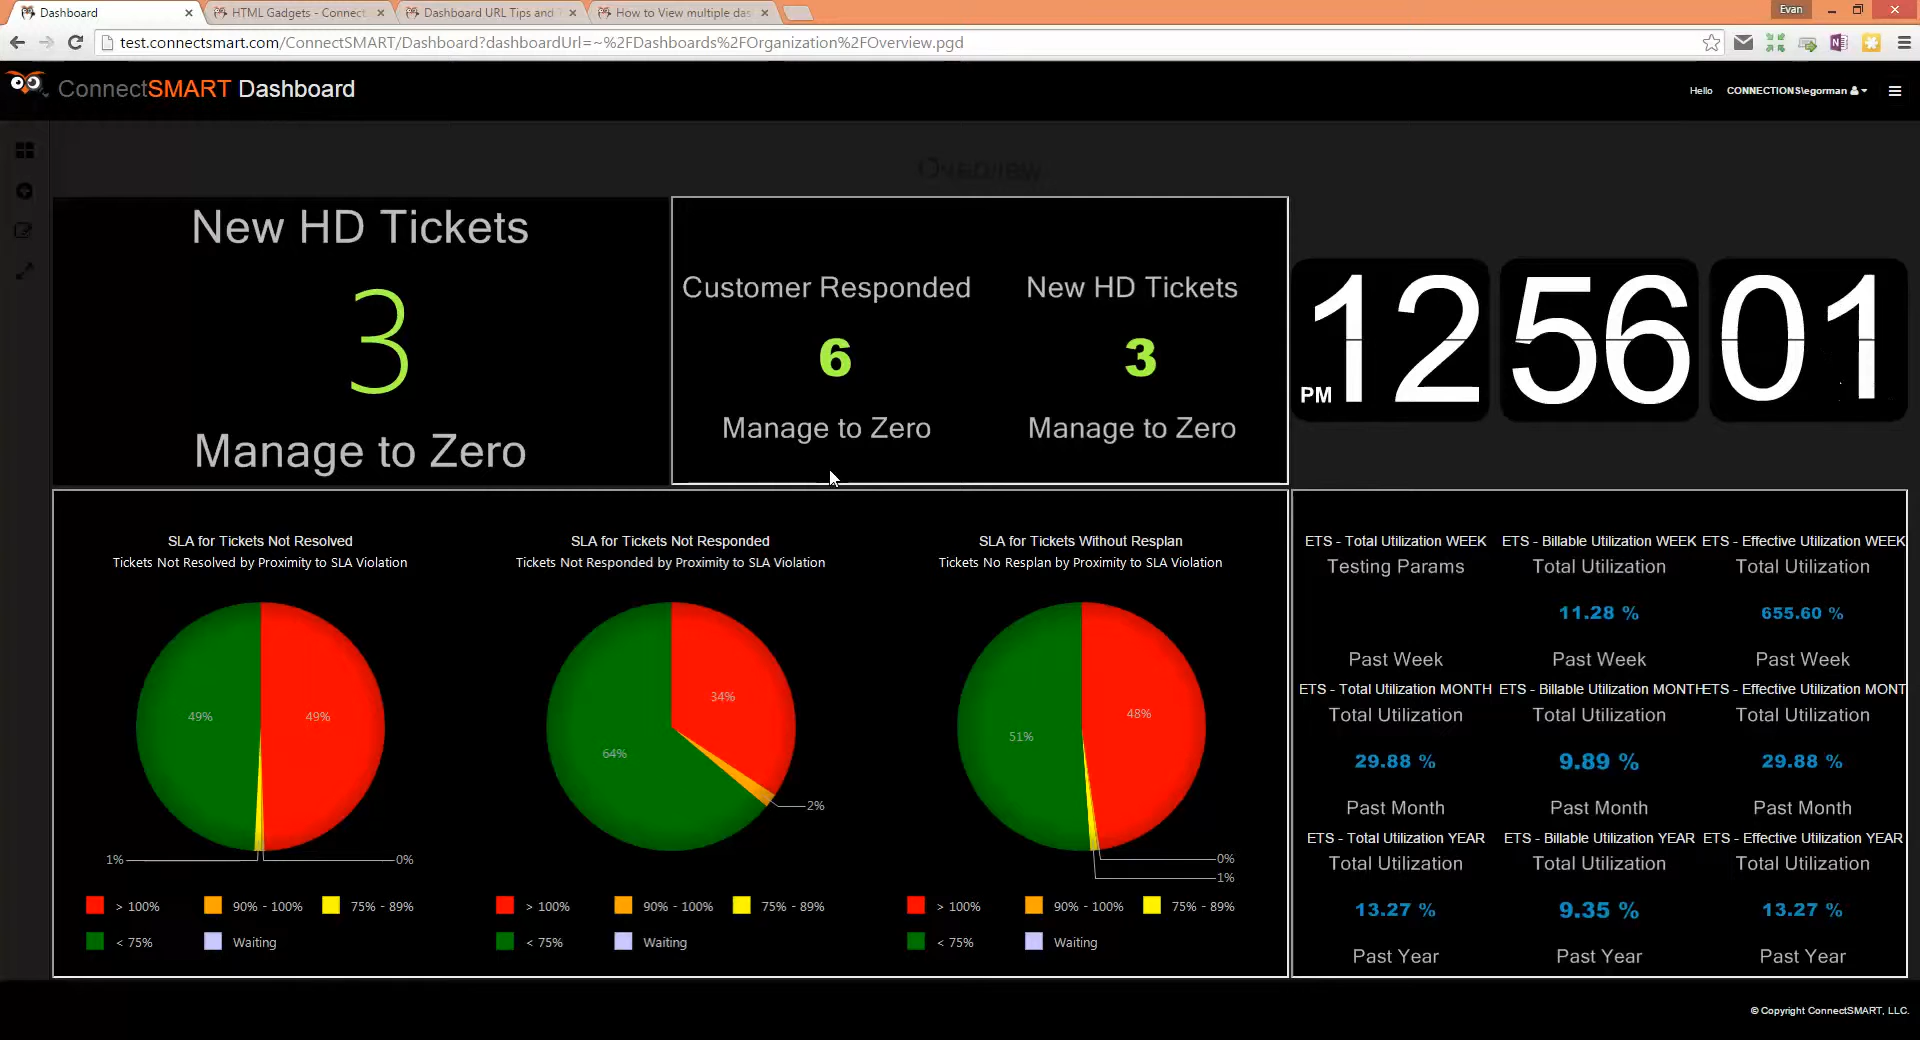 Dashboard
HTML Gadgets - Connect
Dashboard URL Tips and
How to View multiple das
Evan
test.connectsmart.com/ConnectSMART/Dashboard?dashboardUrl=~%2FDashboards%2FOrganization%2FOverview.pgd
ConnectSMART Dashboard
Hello CONNECTIONS\egorman
Overview
New HD Tickets
3
Manage to Zero
Customer Responded
6
Manage to Zero
New HD Tickets
3
Manage to Zero
PM 12 56 01
SLA for Tickets Not Resolved
Tickets Not Resolved by Proximity to SLA Violation
49%
49%
1%
0%
> 100%
90% - 100%
75% - 89%
< 75%
Waiting
SLA for Tickets Not Responded
Tickets Not Responded by Proximity to SLA Violation
34%
64%
2%
> 100%
90% - 100%
75% - 89%
< 75%
Waiting
SLA for Tickets Without Resplan
Tickets No Resplan by Proximity to SLA Violation
48%
51%
0%
1%
> 100%
90% - 100%
75% - 89%
< 75%
Waiting
ETS - Total Utilization WEEK
Testing Params
Past Week
ETS - Billable Utilization WEEK
Total Utilization
11.28 %
Past Week
ETS - Effective Utilization WEEK
Total Utilization
655.60 %
Past Week
ETS - Total Utilization MONTH
Total Utilization
29.88 %
Past Month
ETS - Billable Utilization MONTH
Total Utilization
9.89 %
Past Month
ETS - Effective Utilization MONT
Total Utilization
29.88 %
Past Month
ETS - Total Utilization YEAR
Total Utilization
13.27 %
Past Year
ETS - Billable Utilization YEAR
Total Utilization
9.35 %
Past Year
ETS - Effective Utilization YEAR
Total Utilization
13.27 %
Past Year
© Copyright ConnectSMART, LLC.